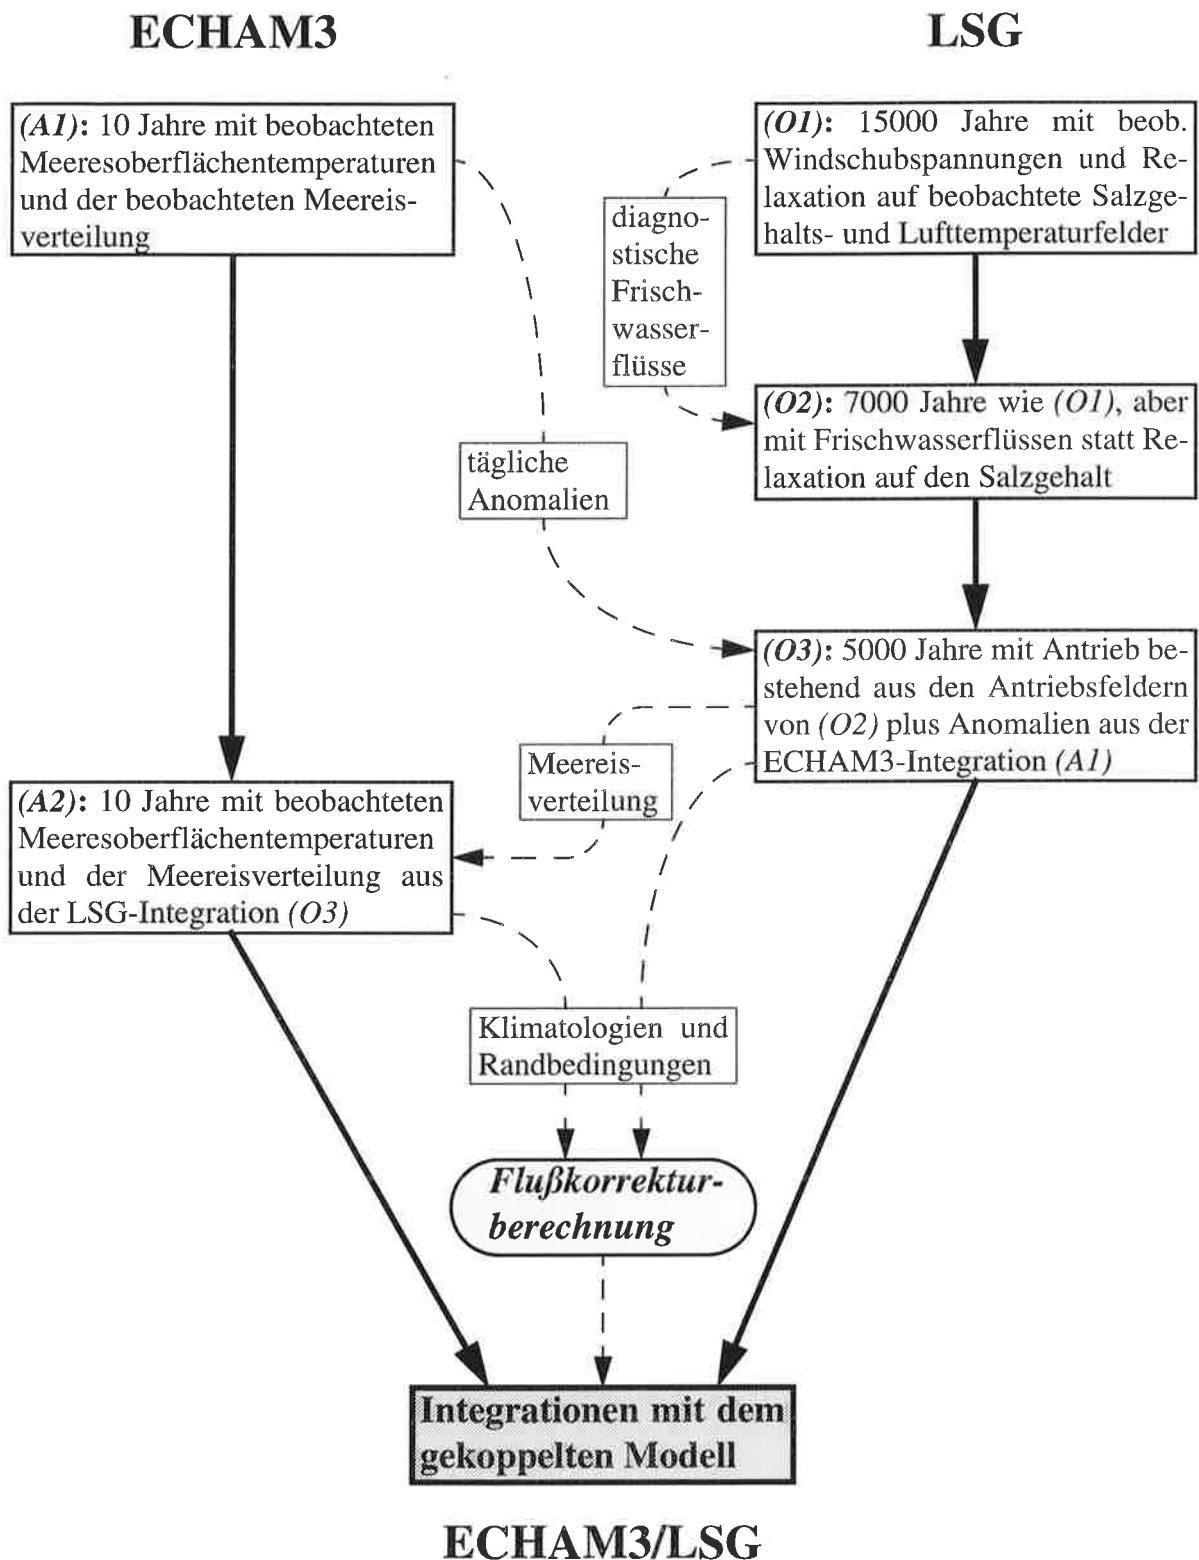 ECHAM3
LSG
(A1): 10 Jahre mit beobachteten
Meeresoberflächentemperaturen
und der beobachteten Meereis-
verteilung
(O1): 15000 Jahre mit beob.
Windschubspannungen und Re-
laxation auf beobachtete Salzge-
halts- und Lufttemperaturfelder
diagno-
stische
Frisch-
wasser-
flüsse
(O2): 7000 Jahre wie (O1), aber
mit Frischwasserflüssen statt Re-
laxation auf den Salzgehalt
tägliche
Anomalien
(O3): 5000 Jahre mit Antrieb be-
stehend aus den Antriebsfeldern
von (O2) plus Anomalien aus der
ECHAM3-Integration (A1)
Meereis-
verteilung
(A2): 10 Jahre mit beobachteten
Meeresoberflächentemperaturen
und der Meereisverteilung aus
der LSG-Integration (O3)
Klimatologien und
Randbedingungen
Flußkorrektur-
berechnung
Integrationen mit dem
gekoppelten Modell
ECHAM3/LSG